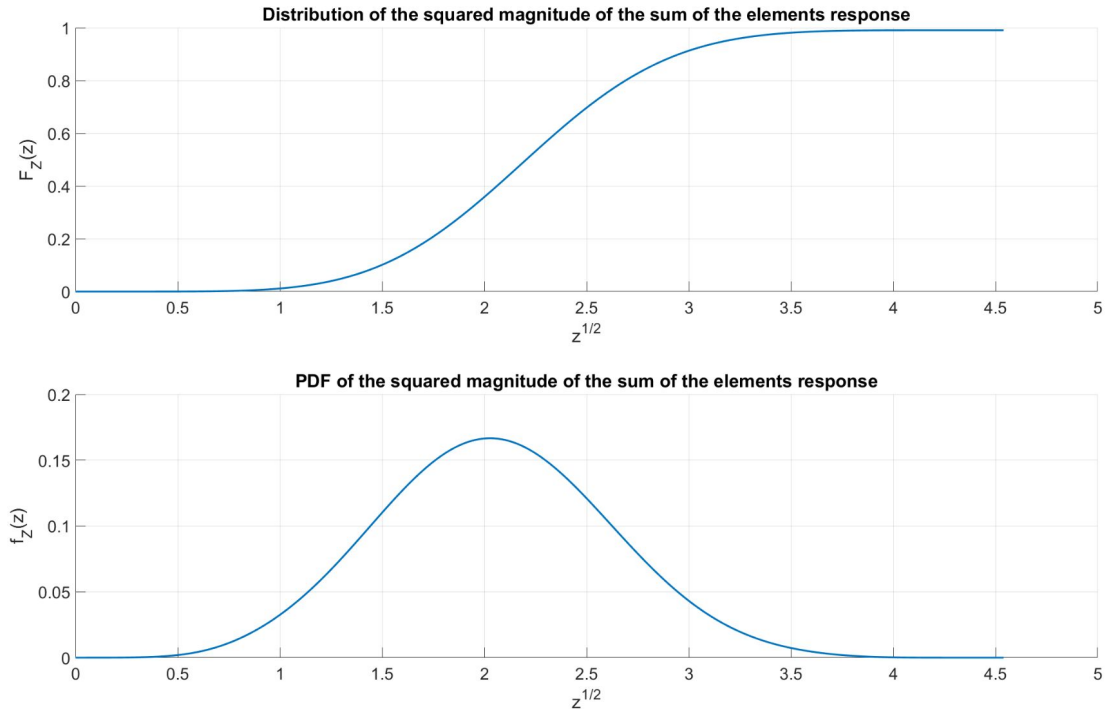 Distribution of the squared magnitude of the sum of the elements response
1
0.8
0.6
0.4
0.2
0
F_Z(z)
0 0.5 1 1.5 2 2.5 3 3.5 4 4.5 5
z^{1/2}
PDF of the squared magnitude of the sum of the elements response
0.2
0.15
0.1
0.05
0
f_Z(z)
0 0.5 1 1.5 2 2.5 3 3.5 4 4.5 5
z^{1/2}